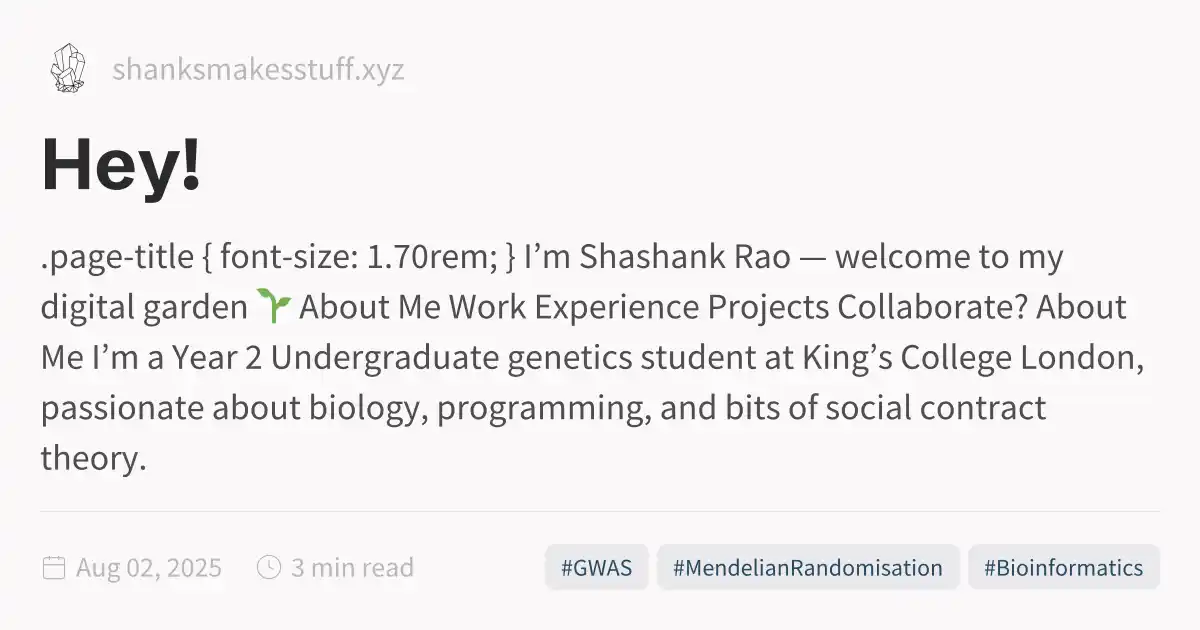 shanksmakesstuff.xyz
Hey!
.page-title { font-size: 1.70rem; } I’m Shashank Rao — welcome to my
digital garden 🌱 About Me Work Experience Projects Collaborate? About
Me I’m a Year 2 Undergraduate genetics student at King’s College London,
passionate about biology, programming, and bits of social contract
theory.
Aug 02, 2025 3 min read #GWAS #MendelianRandomisation #Bioinformatics